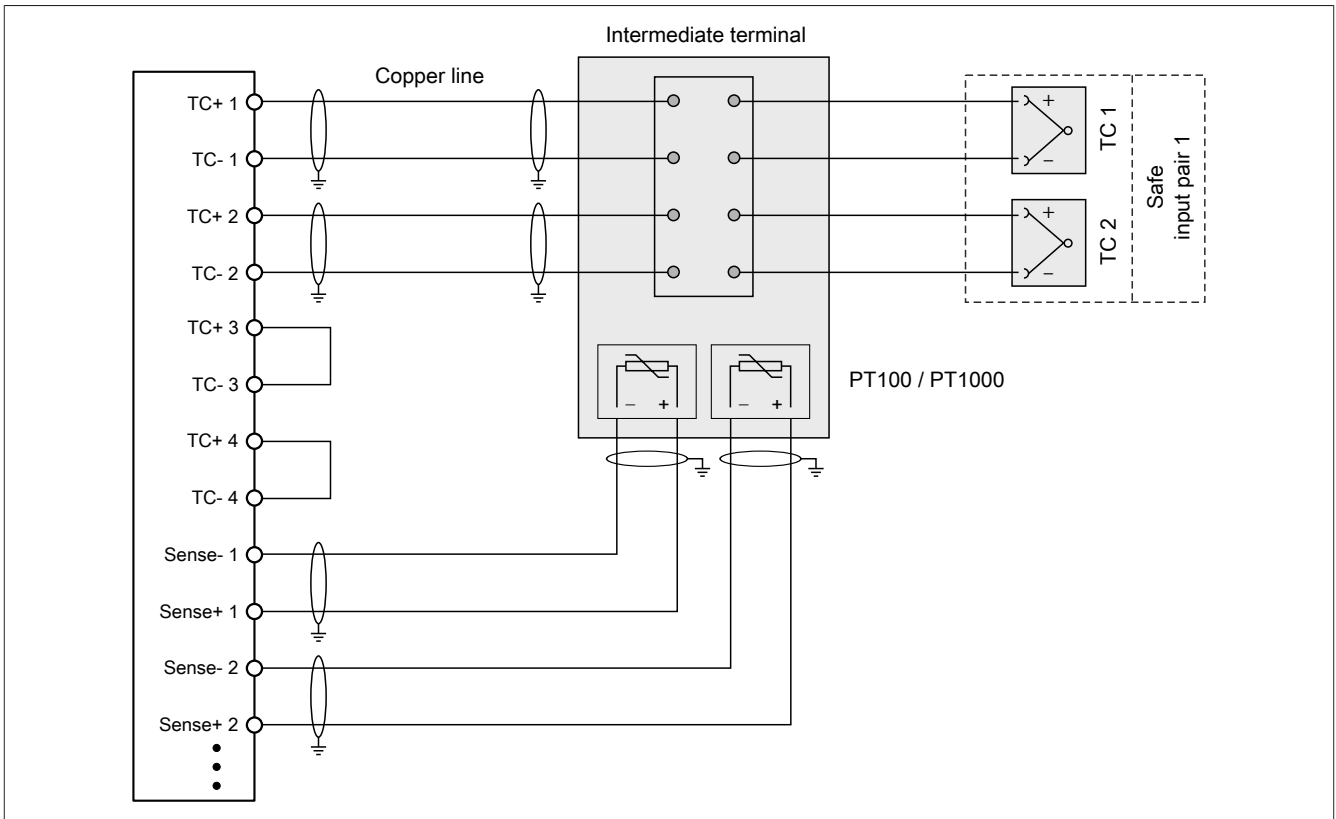 Intermediate terminal
Copper line
TC+ 1
TC- 1
TC+ 2
TC- 2
TC+ 3
TC- 3
TC+ 4
TC- 4
Sense- 1
Sense+ 1
Sense- 2
Sense+ 2
+
−
TC 1
+
−
TC 2
Safe
input pair 1
− +
− +
PT100 / PT1000